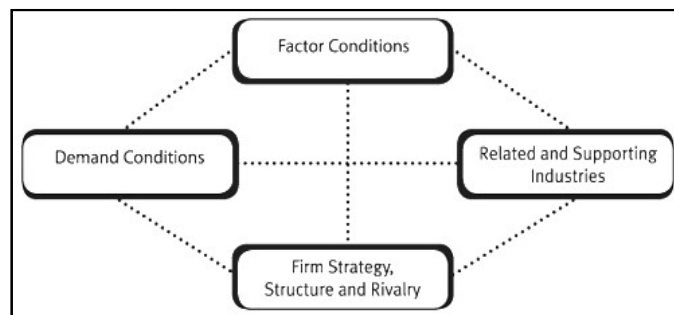 Factor Conditions
Demand Conditions
Related and Supporting
Industries
Firm Strategy,
Structure and Rivalry